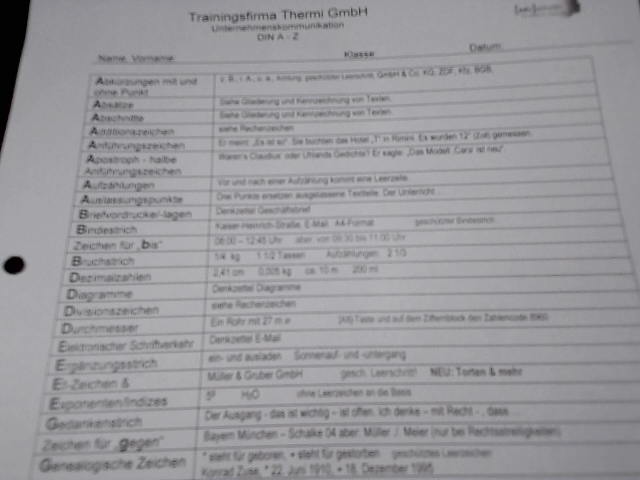 Trainingsfirma Thermi GmbH
Unternehmenskommunikation
DIN A - Z
Name, Vorname Klasse Datum
Abkürzungen mit und ohne Punkt z. B., i. A., u. a., Achtung: geschützter Leerschritt, GmbH & Co. KG, ZDF, Kfz, BGB,
Absätze Siehe Gliederung und Kennzeichnung von Texten.
Abschnitte Siehe Gliederung und Kennzeichnung von Texten.
Additionszeichen siehe Rechenzeichen
Anführungszeichen Er meint: „Es ist so". Sie buchten das Hotel „T" in Rimini. Es wurden 12" (Zoll) gemessen.
Apostroph - halbe Anführungszeichen Waren's Claudius' oder Uhlands Gedichte? Er sagte: „Das Modell ‚Cara' ist neu".
Aufzählungen Vor und nach einer Aufzählung kommt eine Leerzeile.
Auslassungspunkte Drei Punkte ersetzen ausgelassene Textteile: Der Unterricht ...
Briefvordrucke/-lagen Denkzettel Geschäftsbrief
Bindestrich Kaiser-Heinrich-Straße, E-Mail A4-Format geschützter Bindestrich
Zeichen für „bis" 08:00 – 12:45 Uhr aber: von 09:30 bis 11:00 Uhr
Bruchstrich 1/4 kg 1 1/2 Tassen Aufzählungen: 2 1/3
Dezimalzahlen 2,41 cm 0,005 kg ca. 10 m 200 ml
Diagramme Denkzettel Diagramme
Divisionszeichen siehe Rechenzeichen
Durchmesser Ein Rohr mit 27 m ø [Alt] Taste und auf dem Ziffernblock den Zahlencode
Elektronischer Schriftverkehr Denkzettel E-Mail
Ergänzungsstrich ein- und ausladen Sonnenauf- und -untergang
Et-Zeichen & Müller & Gruber GmbH gesch. Leerschritt! NEU: Torten & mehr
Exponenten/Indizes H₂O ohne Leerzeichen an die Basis
Gedankenstrich Der Ausgang - das ist wichtig – ist offen. Ich denke – mit Recht - , dass ...
Zeichen für „gegen" Bayern München – Schalke 04 aber: Müller ./. Meier (nur bei Rechtsstreitigkeiten)
Genealogische Zeichen * steht für geboren, + steht für gestorben geschütztes Leerzeichen
Konrad Zuse, * 22. Juni 1910, + 18. Dezember 1995